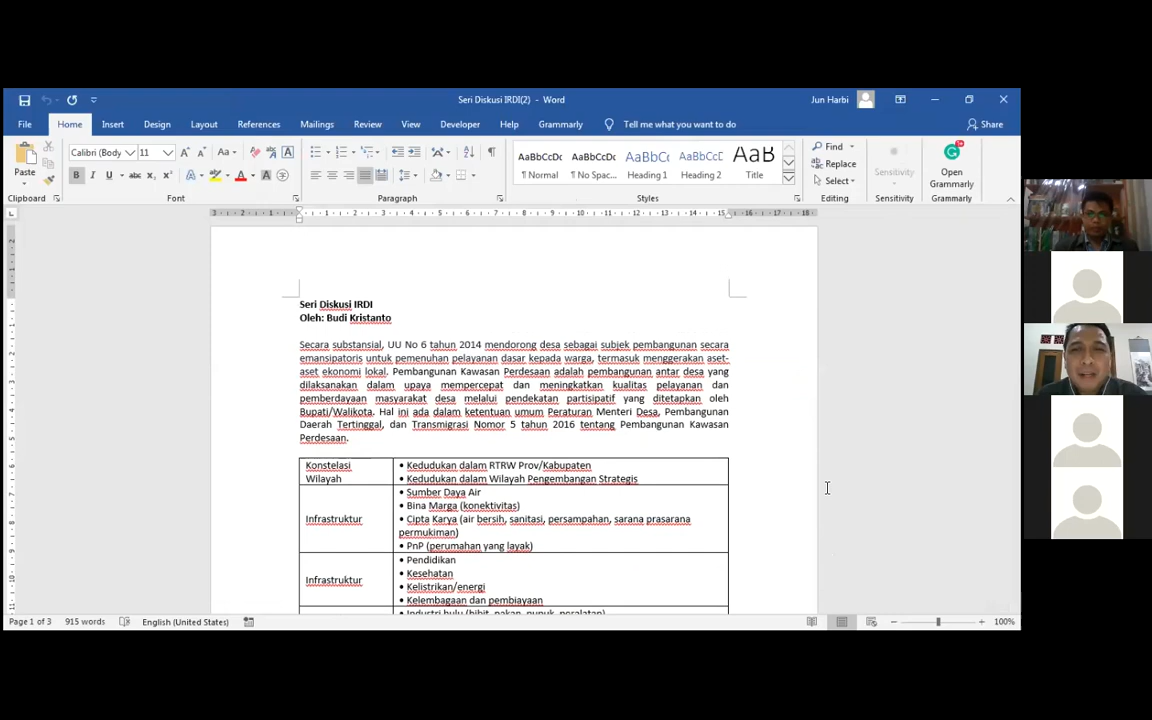 Seri Diskusi IRDI(2) - Word
Jun Harbi
File Home Insert Design Layout References Mailings Review View Developer Help Grammarly Tell me what you want to do Share
Paste
Calibri (Body) 11
AaBbCcDc AaBbCcDc AaBbCc AaBbCcD AaB
¶ Normal ¶ No Spac... Heading 1 Heading 2 Title
Find
Replace
Select
Sensitivity
Open Grammarly
Clipboard Font Paragraph Styles Editing Sensitivity Grammarly
Seri Diskusi IRDI
Oleh: Budi Kristanto
Secara substansial, UU No 6 tahun 2014 mendorong desa sebagai subjek pembangunan secara
emansipatoris untuk pemenuhan pelayanan dasar kepada warga, termasuk menggerakan aset-
aset ekonomi lokal. Pembangunan Kawasan Perdesaan adalah pembangunan antar desa yang
dilaksanakan dalam upaya mempercepat dan meningkatkan kualitas pelayanan dan
pemberdayaan masyarakat desa melalui pendekatan partisipatif yang ditetapkan oleh
Bupati/Walikota. Hal ini ada dalam ketentuan umum Peraturan Menteri Desa, Pembangunan
Daerah Tertinggal, dan Transmigrasi Nomor 5 tahun 2016 tentang Pembangunan Kawasan
Perdesaan.
Konstelasi
Wilayah
• Kedudukan dalam RTRW Prov/Kabupaten
• Kedudukan dalam Wilayah Pengembangan Strategis
Infrastruktur
• Sumber Daya Air
• Bina Marga (konektivitas)
• Cipta Karya (air bersih, sanitasi, persampahan, sarana prasarana
permukiman)
• PnP (perumahan yang layak)
Infrastruktur
• Pendidikan
• Kesehatan
• Kelistrikan/energi
• Kelembagaan dan pembiayaan
• Industri hulu (bibit, pakan, pupuk, peralatan)
Page 1 of 3 915 words English (United States) 100%